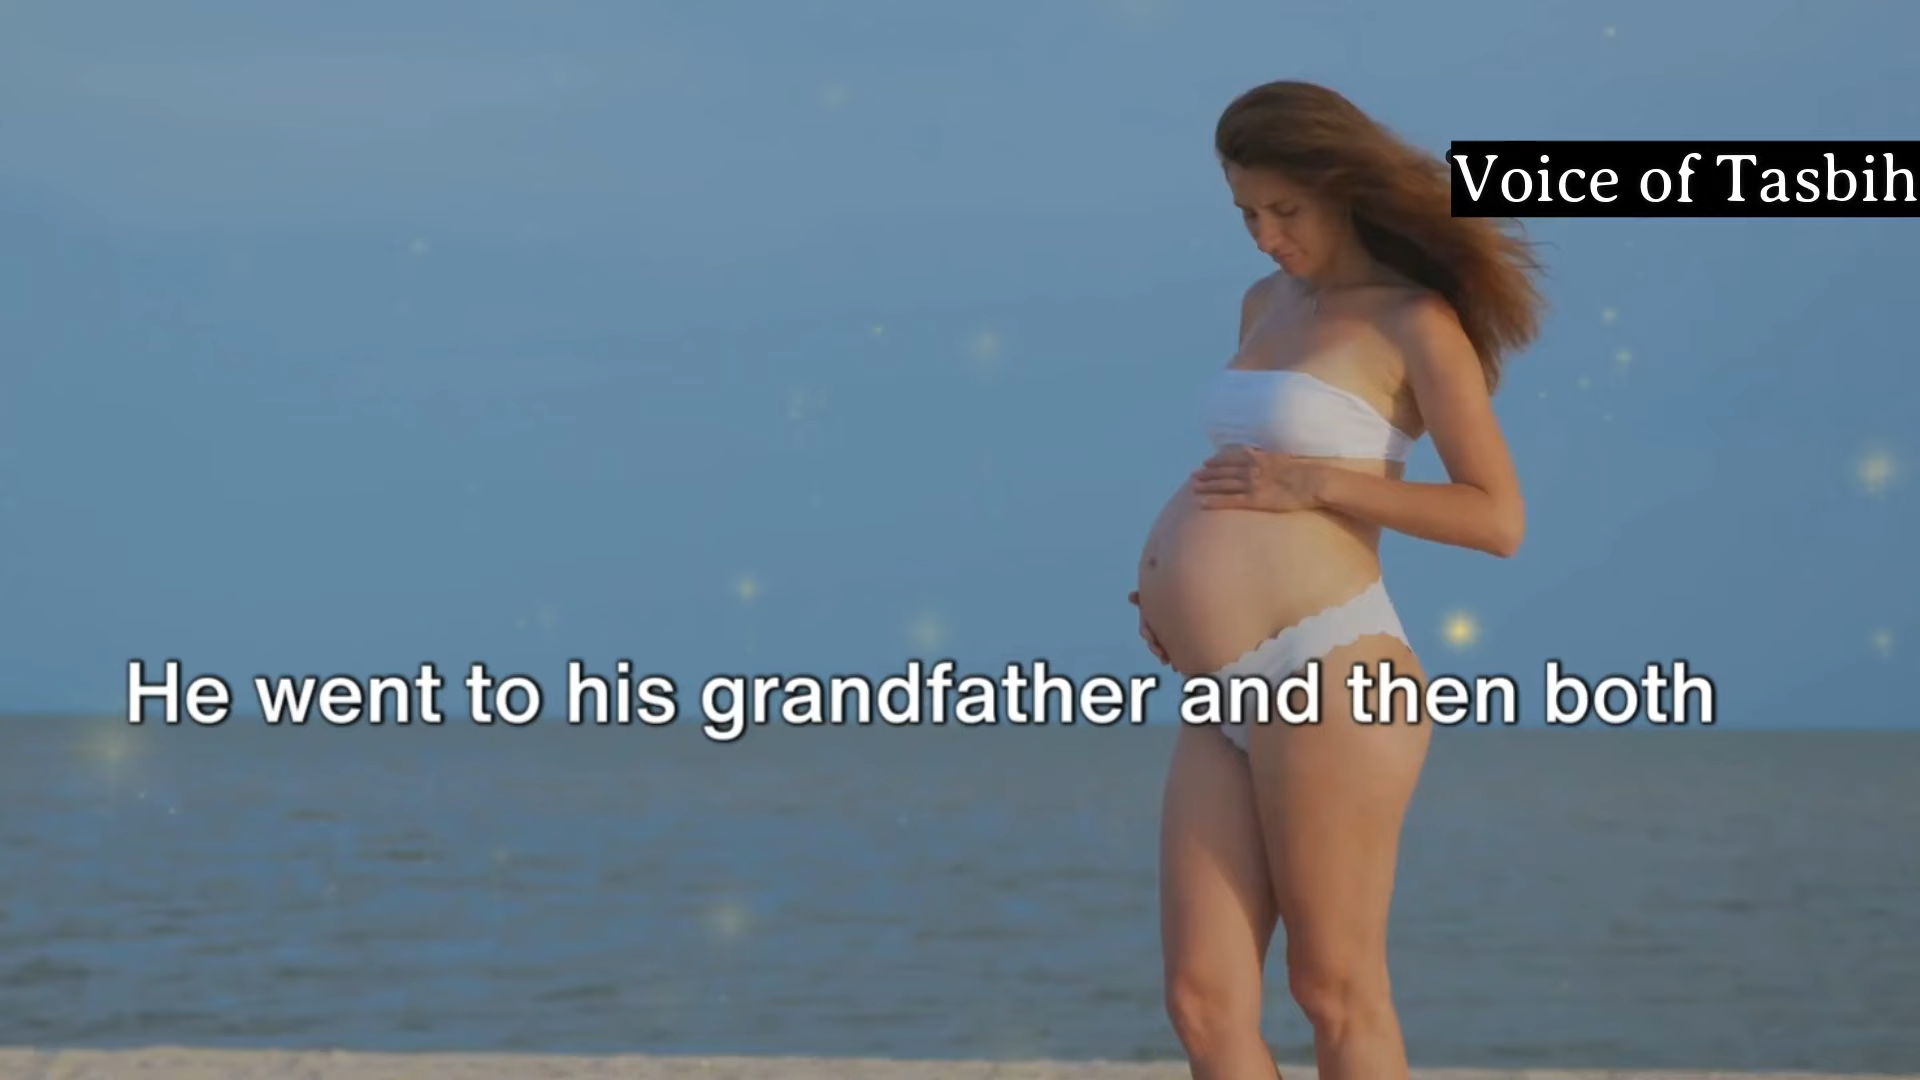 Voice of Tasbih
He went to his grandfather and then both